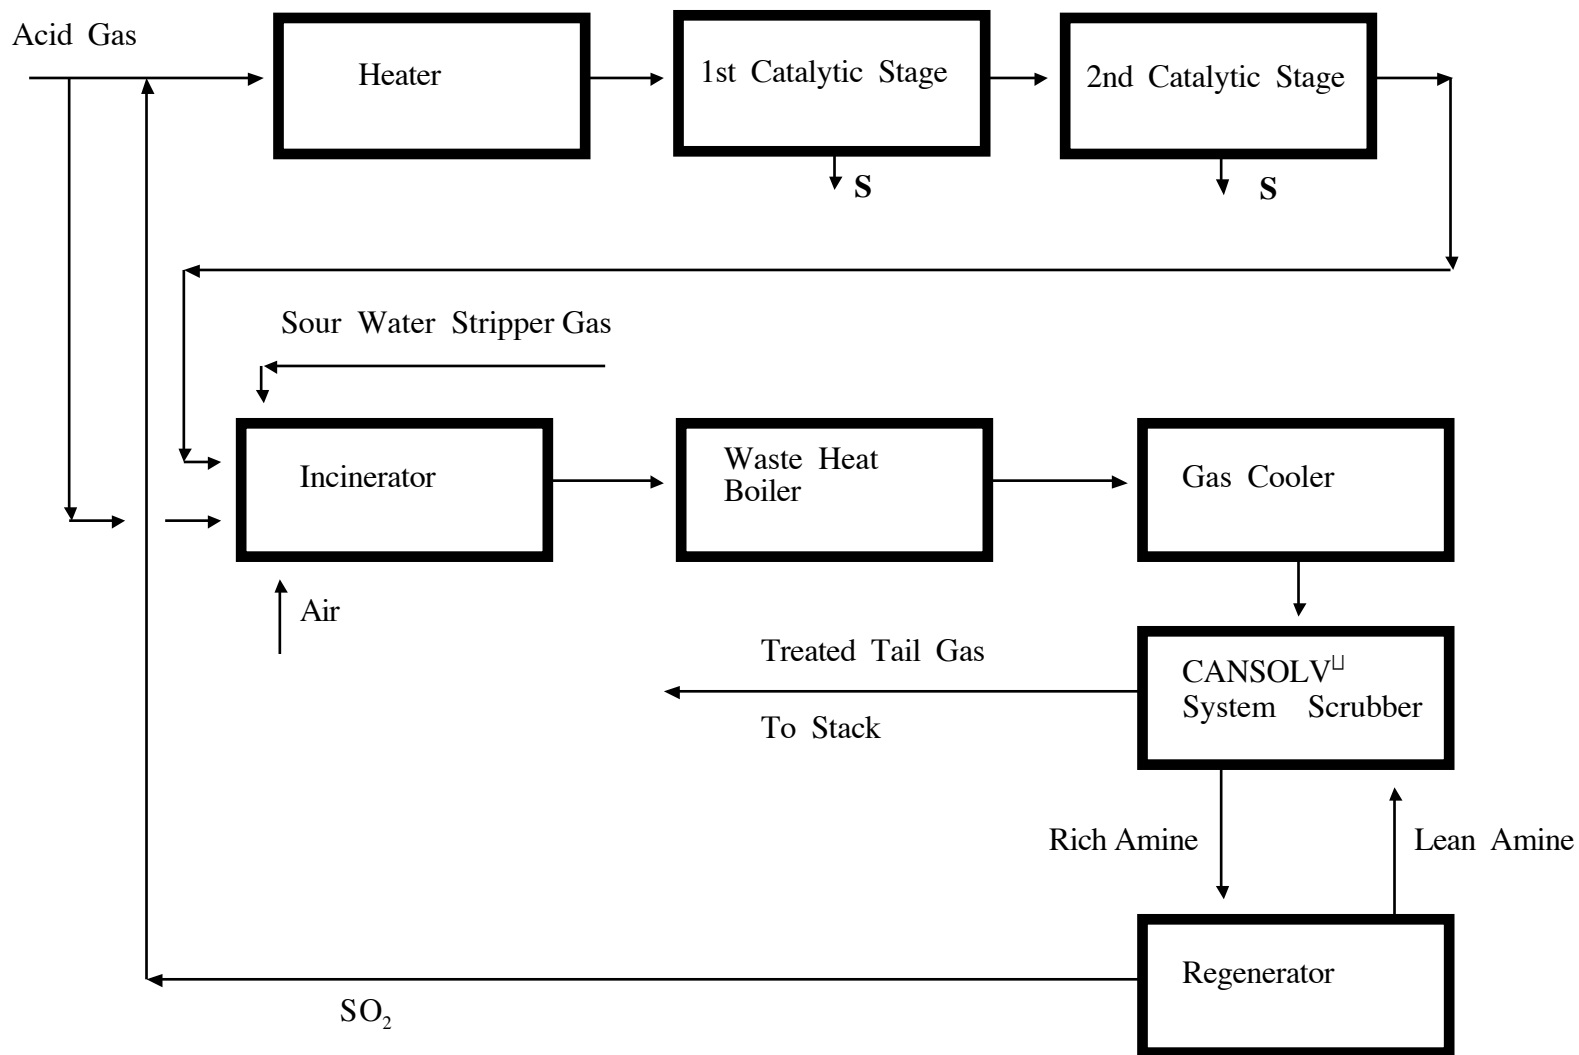 Acid Gas
Heater
1st Catalytic Stage
2nd Catalytic Stage
S
S
Sour Water Stripper Gas
Incinerator
Waste Heat
Boiler
Gas Cooler
Air
Treated Tail Gas
To Stack
CANSOLV⊔
System Scrubber
Rich Amine
Lean Amine
Regenerator
SO₂